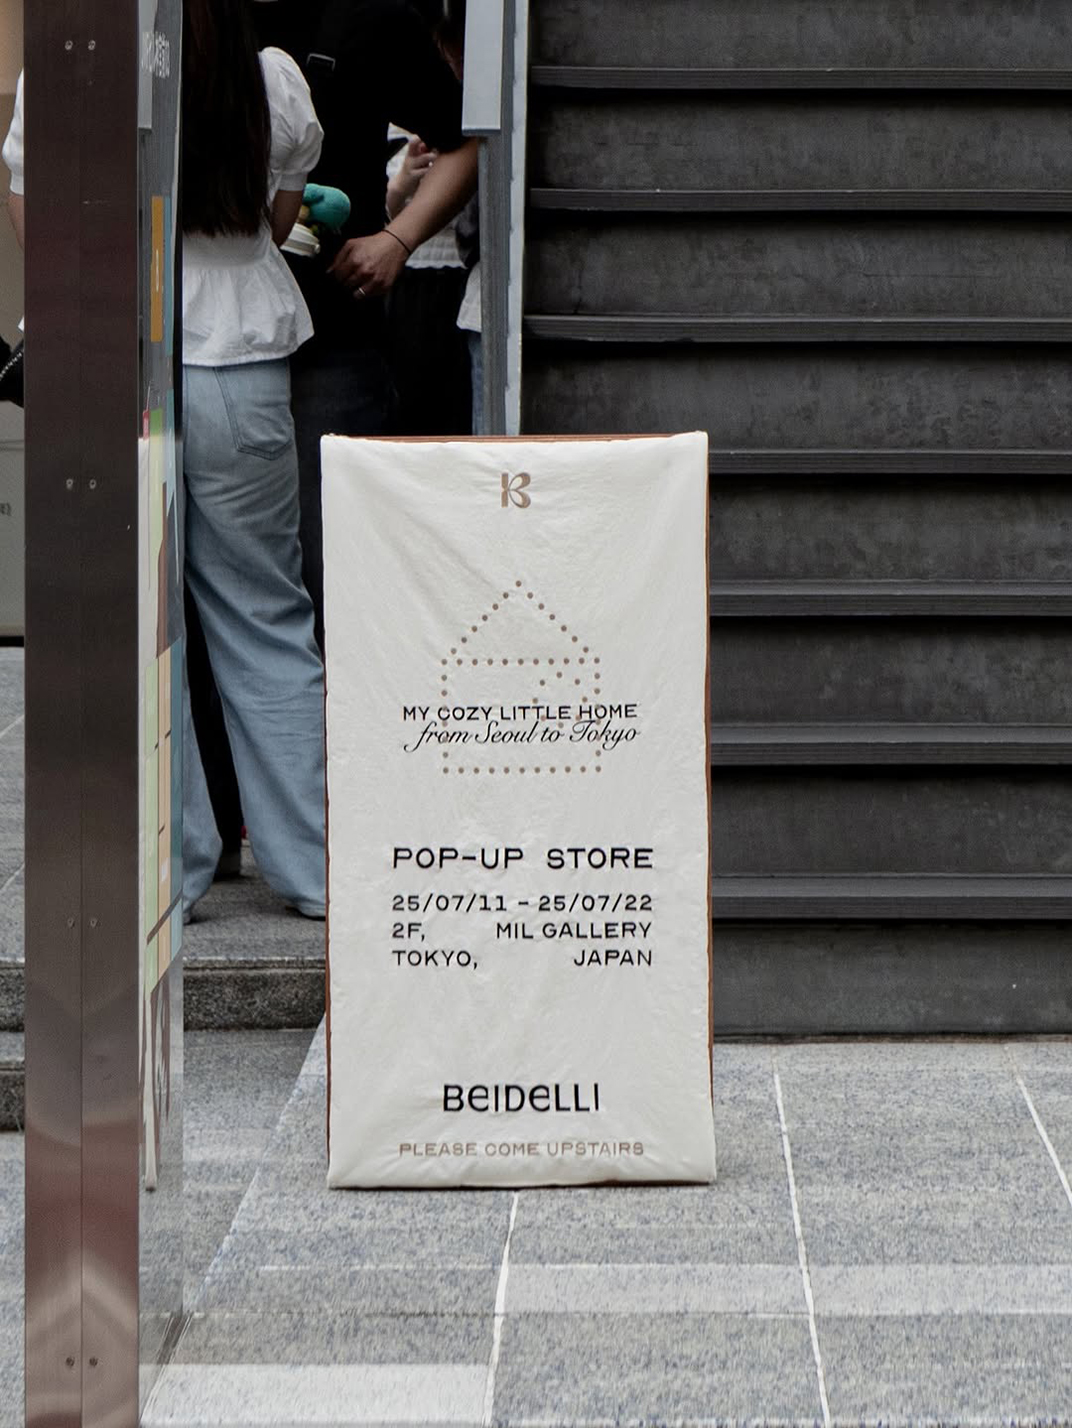 B
MY COZY LITTLE HOME
from Seoul to Tokyo
POP-UP STORE
25/07/11 - 25/07/22
2F, MIL GALLERY
TOKYO, JAPAN
BEIDELLI
PLEASE COME UPSTAIRS